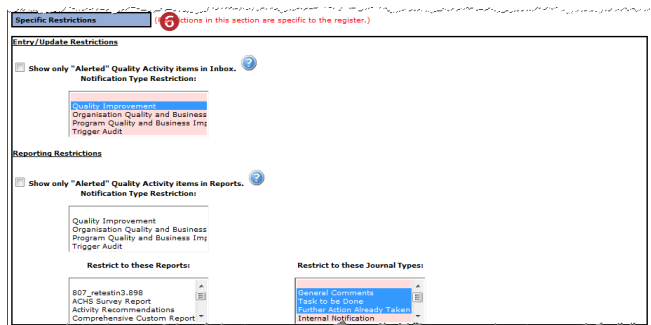 Specific Restrictions
5
ctions in this section are specific to the register.)
Entry/Update Restrictions
Show only "Alerted" Quality Activity items in Inbox.
?
Notification Type Restriction:
Quality Improvement
Organisation Quality and Business
Program Quality and Business Imp
Trigger Audit
Reporting Restrictions
Show only "Alerted" Quality Activity items in Reports.
?
Notification Type Restriction:
Quality Improvement
Organisation Quality and Business
Program Quality and Business Imp
Trigger Audit
Restrict to these Reports: Restrict to these Journal Types:
807_retestin3.898 General Comments
ACHS Survey Report Task to be Done
Activity Recommendations Further Action Already Taken
Comprehensive Custom Report Internal Notification